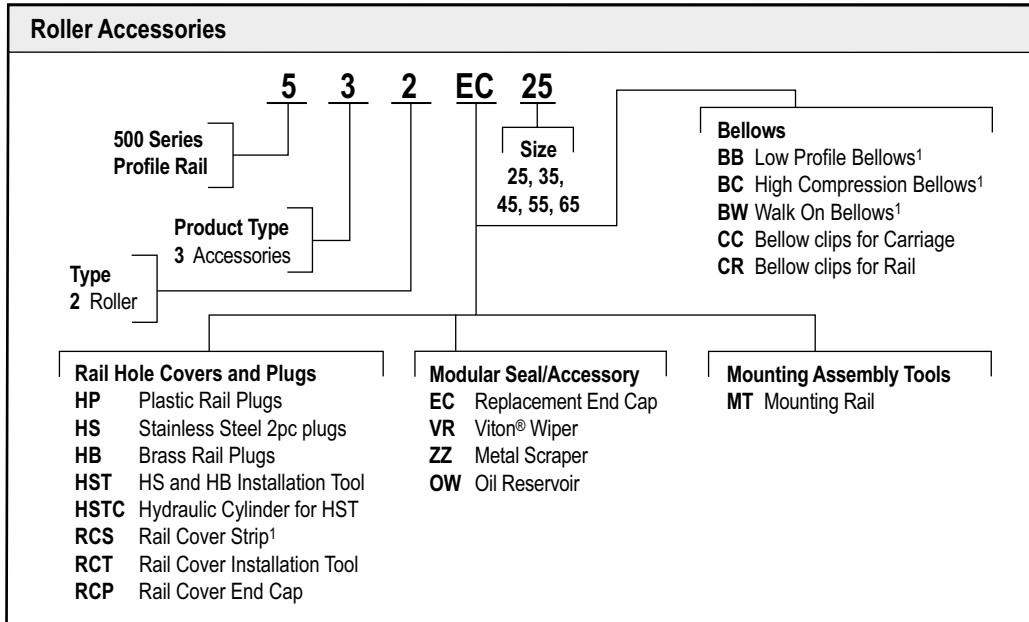 Roller Accessories
5 3 2 EC 25
500 Series
Profile Rail
Size
25, 35,
45, 55, 65
Product Type
3 Accessories
Type
2 Roller
Bellows
BB Low Profile Bellows¹
BC High Compression Bellows¹
BW Walk On Bellows¹
CC Bellow clips for Carriage
CR Bellow clips for Rail
Rail Hole Covers and Plugs
HP Plastic Rail Plugs
HS Stainless Steel 2pc plugs
HB Brass Rail Plugs
HST HS and HB Installation Tool
HSTC Hydraulic Cylinder for HST
RCS Rail Cover Strip¹
RCT Rail Cover Installation Tool
RCP Rail Cover End Cap
Modular Seal/Accessory
EC Replacement End Cap
VR Viton® Wiper
ZZ Metal Scraper
OW Oil Reservoir
Mounting Assembly Tools
MT Mounting Rail